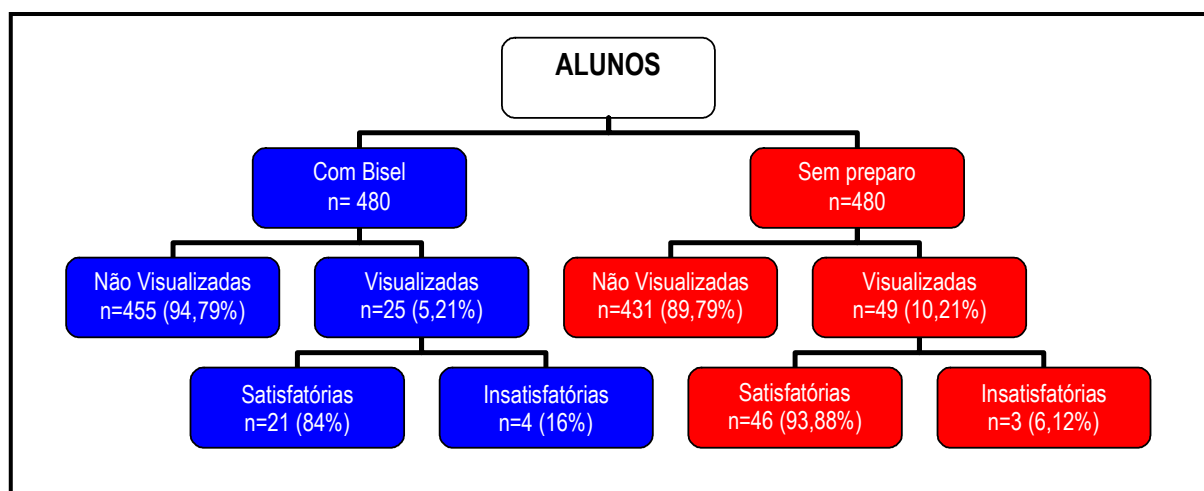 ALUNOS
Com Bisel
n= 480
Sem preparo
n=480
Não Visualizadas
n=455 (94,79%)
Visualizadas
n=25 (5,21%)
Não Visualizadas
n=431 (89,79%)
Visualizadas
n=49 (10,21%)
Satisfatórias
n=21 (84%)
Insatisfatórias
n=4 (16%)
Satisfatórias
n=46 (93,88%)
Insatisfatórias
n=3 (6,12%)